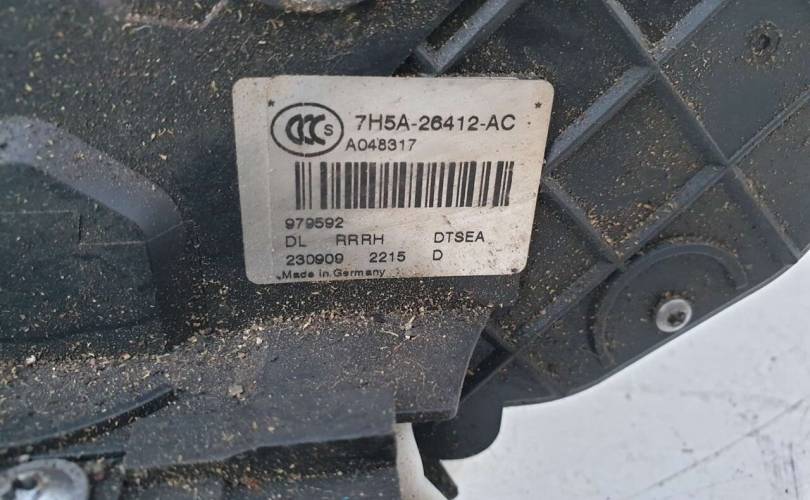 CCC S 7H5A-26412-AC
A048317
979592
DL RRRH DTSEA
230909 2215 D
Made in Germany